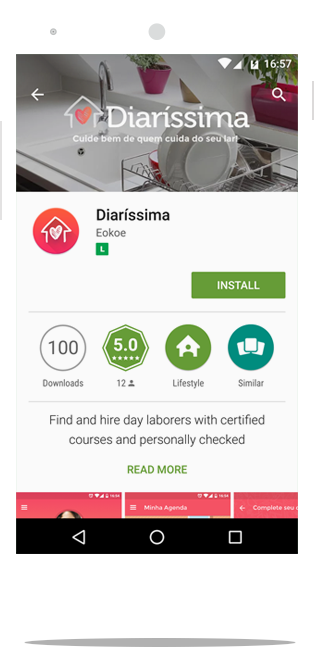 16:57
Diaríssima
Cuide bem de quem cuida do seu lar!
Diaríssima
Eokoe
L
INSTALL
100
5.0
Downloads
12
Lifestyle
Similar
Find and hire day laborers with certified
courses and personally checked
READ MORE
Minha Agenda
Complete seu